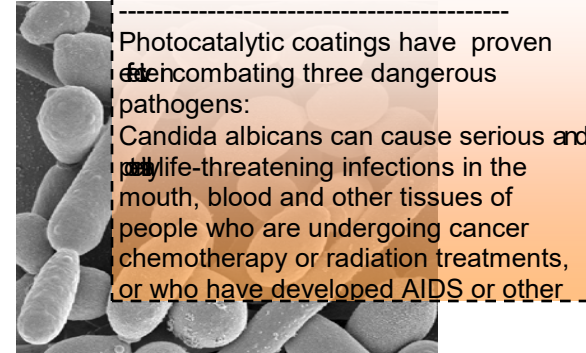 Photocatalytic coatings have proven
in combating three dangerous
pathogens:
Candida albicans can cause serious and
life-threatening infections in the
mouth, blood and other tissues of
people who are undergoing cancer
chemotherapy or radiation treatments,
or who have developed AIDS or other